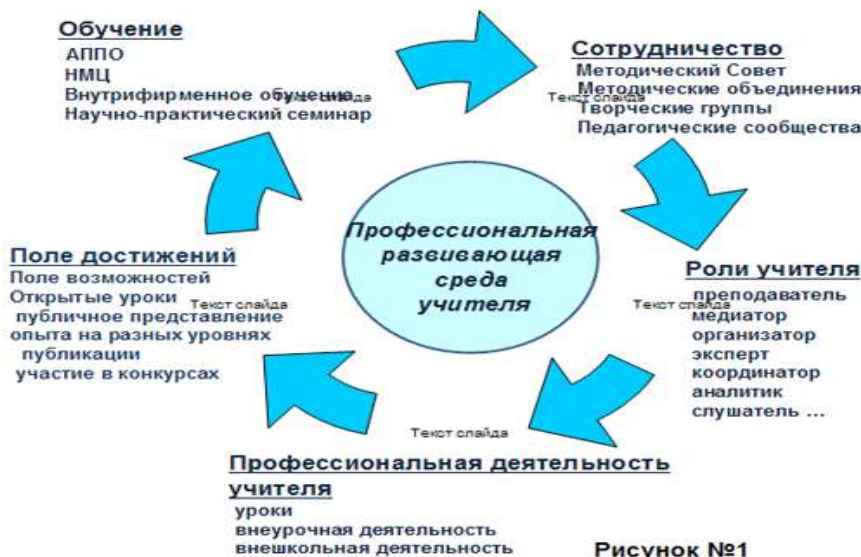 Обучение
АППО
НМЦ
Внутрифирменное обучение
Научно-практический семинар
Текст слайда
Сотрудничество
Методический Совет
Методические объединения
Творческие группы
Педагогические сообщества
Текст слайда
Профессиональная
развивающая
среда
учителя
Роли учителя
преподаватель
медиатор
организатор
эксперт
координатор
аналитик
слушатель ...
Текст слайда
Поле достижений
Поле возможностей
Открытые уроки
публичное представление
опыта на разных уровнях
публикации
участие в конкурсах
Текст слайда
Текст слайда
Профессиональная деятельность
учителя
уроки
внеурочная деятельность
внешкольная деятельность
Рисунок №1